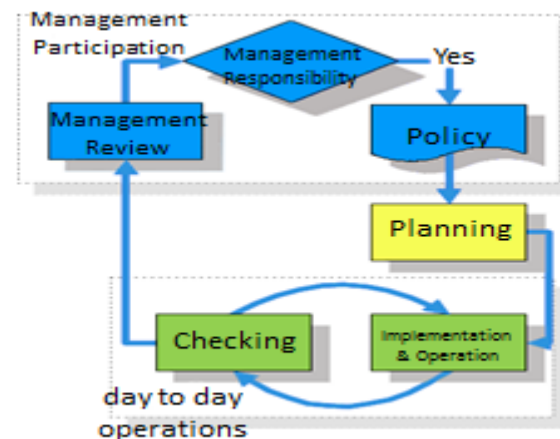 Management
Participation
Management
Responsibility
Yes
Management
Review
Policy
Planning
Checking
Implementation
& Operation
day to day
operations